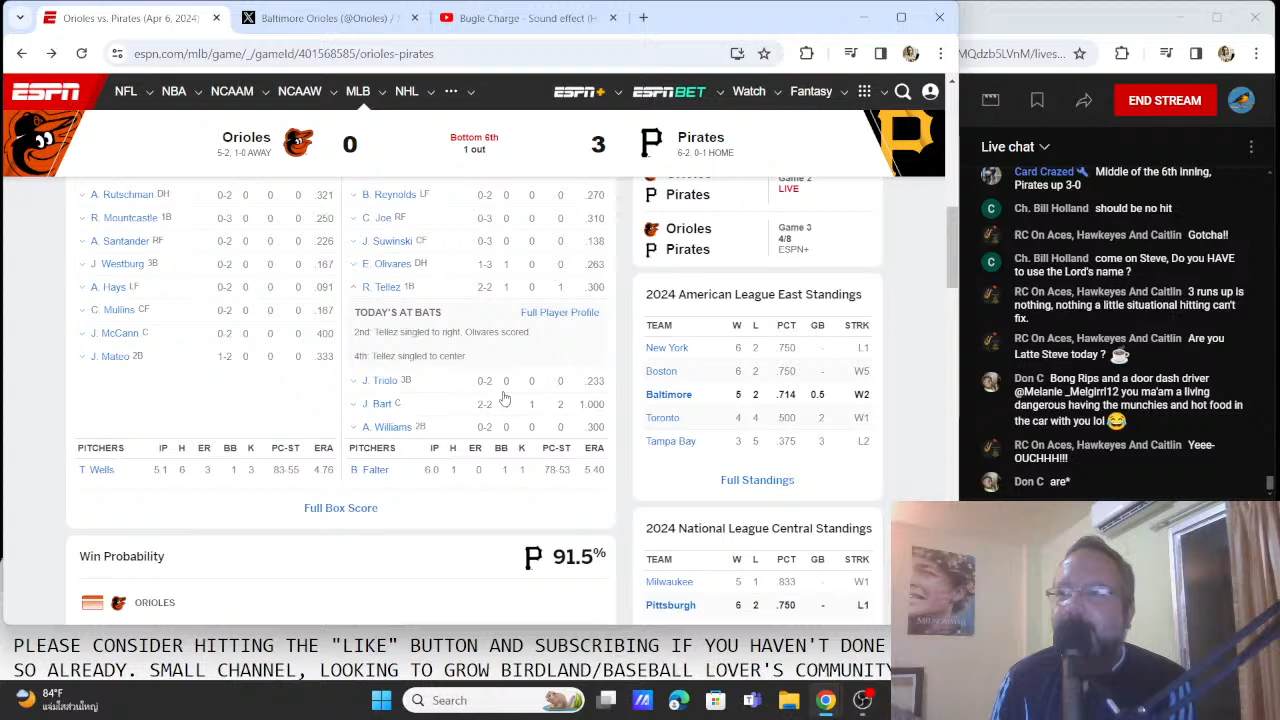 Orioles vs. Pirates (Apr 6, 2024)
Baltimore Orioles (@Orioles) /
Bugle Charge - Sound effect (H
espn.com/mlb/game/_/gameId/401568585/orioles-pirates
MQdzb5LVnM/lives...
ESPN NFL NBA NCAAM NCAAW MLB NHL ••• ESPN+ ESPNBET Watch Fantasy
END STREAM
Orioles 0 Bottom 6th 3 P Pirates
5-2, 1-0 AWAY 1 out 6-2, 0-1 HOME
A. Rutschman DH 0-2 0 0 0 .321
R. Mountcastle 1B 0-3 0 0 0 .250
A. Santander RF 0-2 0 0 0 .226
J Westburg 3B 0-2 0 0 0 .167
A. Hays LF 0-2 0 0 0 .091
C. Mullins CF 0-2 0 0 0 .167
J. McCann C 0-2 0 0 0 .400
J. Mateo 2B 1-2 0 0 0 .333
PITCHERS IP H ER BB K PC-ST ERA
T Wells 5.1 6 3 1 3 83-55 4.76
B. Reynolds LF 0-2 0 0 0 .270
C. Joe RF 0-3 0 0 0 .310
J. Suwinski CF 0-3 0 0 0 .138
E. Olivares DH 1-3 1 0 0 .263
R. Tellez 1B 2-2 0 1 0 .300
TODAY'S AT BATS Full Player Profile
2nd: Tellez singled to right, Olivares scored.
4th: Tellez singled to center.
J. Triolo 3B 0-2 0 0 0 .233
J. Bart C 2-2 1 2 1.000
A. Williams 2B 0-2 0 0 0 .300
PITCHERS IP H ER BB K PC-ST ERA
B Falter 6.0 1 0 1 1 78-53 5.40
Full Box Score
Win Probability P 91.5%
ORIOLES
Pirates
Game 2
LIVE
Orioles
Pirates
Game 3
4/8
ESPN+
2024 American League East Standings
TEAM W L PCT GB STRK
New York 6 2 .750 - L1
Boston 6 2 .750 - W5
Baltimore 5 2 .714 0.5 W2
Toronto 4 4 .500 2 W1
Tampa Bay 3 5 .375 3 L2
Full Standings
2024 National League Central Standings
TEAM W L PCT GB STRK
Milwaukee 5 1 .833 - W1
Pittsburgh 6 2 .750 - L1
Live chat
Card Crazed Middle of the 6th inning,
Pirates up 3-0
C Ch. Bill Holland should be no hit
RC On Aces, Hawkeyes And Caitlin Gotcha!!
C Ch. Bill Holland come on Steve, Do you HAVE
to use the Lord's name ?
RC On Aces, Hawkeyes And Caitlin 3 runs up is
nothing, nothing a little situational hitting can't
fix.
RC On Aces, Hawkeyes And Caitlin Are you
Latte Steve today ?
Don C Bong Rips and a door dash driver
@Melanie _Melgirrl12 you ma'am a living
dangerous having the munchies and hot food in
the car with you lol
RC On Aces, Hawkeyes And Caitlin Yeee-
OUCHHH!!!
Don C are*
PLEASE CONSIDER HITTING THE "LIKE" BUTTON AND SUBSCRIBING IF YOU HAVEN'T DONE
SO ALREADY. SMALL CHANNEL, LOOKING TO GROW BIRDLAND/BASEBALL LOVER'S COMMUNITY
84°F
แจ่มใสส่วนใหญ่
Search